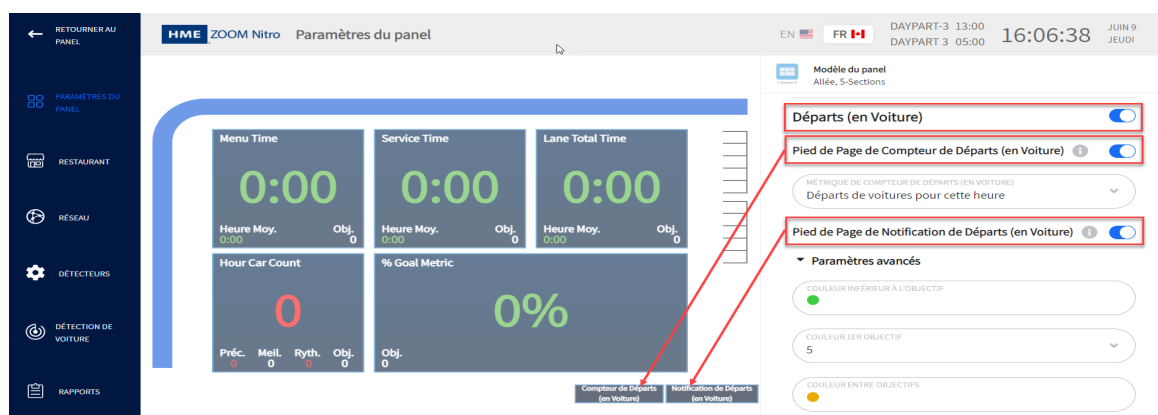 RETOURNER AU
PANEL
HME ZOOM Nitro Paramètres du panel
EN FR DAYPART-3 13:00
DAYPART 3 05:00
16:06:38
JUIN 9
JEUDI
PARAMÈTRES DU
PANEL
RESTAURANT
RÉSEAU
DÉTECTEURS
DÉTECTION DE
VOITURE
RAPPORTS
Menu Time
0:00
Heure Moy. Obj.
0:00 0
Service Time
0:00
Heure Moy. Obj.
0:00 0
Lane Total Time
0:00
Heure Moy. Obj.
0:00 0
Hour Car Count
0
Préc. Meil. Ryth. Obj.
0 0 0 0
% Goal Metric
0%
Obj.
0
Compteur de Départs
(en Voiture)
Notification de Départs
(en Voiture)
Modèle du panel
Allée, 5-Sections
Départs (en Voiture)
Pied de Page de Compteur de Départs (en Voiture)
MÉTRIQUE DE COMPTEUR DE DÉPARTS (EN VOITURE)
Départs de voitures pour cette heure
Pied de Page de Notification de Départs (en Voiture)
Paramètres avancés
COULEUR INFÉRIEUR À L'OBJECTIF
COULEUR 1ER OBJECTIF
5
COULEUR ENTRE OBJECTIFS